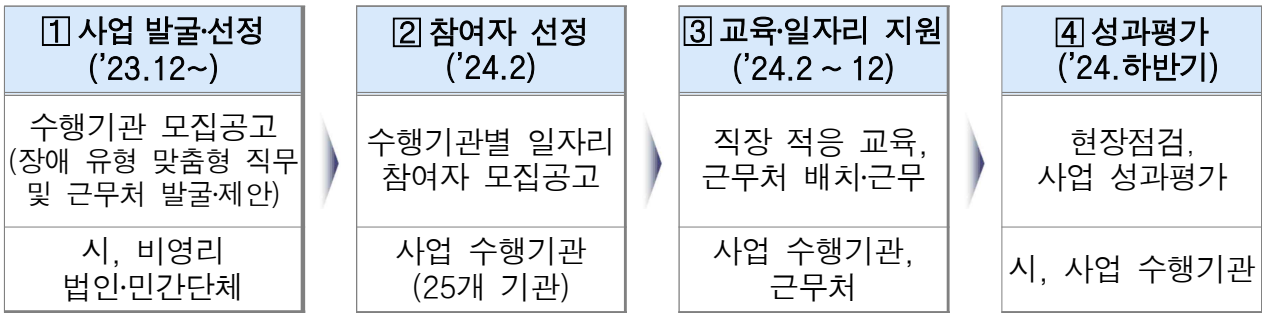 1 사업 발굴·선정
('23.12~)
수행기관 모집공고
(장애 유형 맞춤형 직무
및 근무처 발굴·제안)
시, 비영리
법인·민간단체
2 참여자 선정
('24.2)
수행기관별 일자리
참여자 모집공고
사업 수행기관
(25개 기관)
3 교육·일자리 지원
('24.2 ~ 12)
직장 적응 교육,
근무처 배치·근무
사업 수행기관,
근무처
4 성과평가
('24.하반기)
현장점검,
사업 성과평가
시, 사업 수행기관